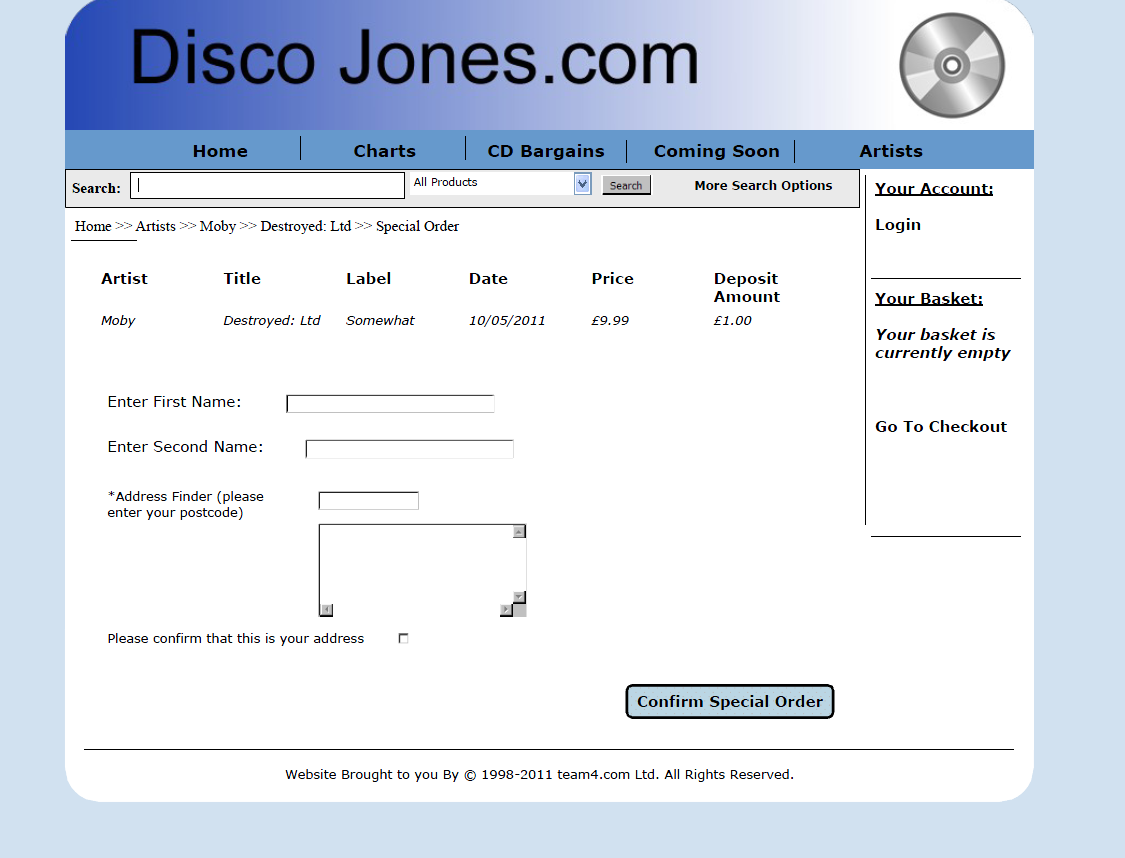 Disco Jones.com
Home Charts CD Bargains Coming Soon Artists
Search: All Products Search More Search Options
Home >> Artists >> Moby >> Destroyed: Ltd >> Special Order
Your Account:
Login
Your Basket:
Your basket is
currently empty
Go To Checkout
Artist Title Label Date Price Deposit
Amount
Moby Destroyed: Ltd Somewhat 10/05/2011 £9.99 £1.00
Enter First Name:
Enter Second Name:
*Address Finder (please
enter your postcode)
Please confirm that this is your address
Confirm Special Order
Website Brought to you By © 1998-2011 team4.com Ltd. All Rights Reserved.